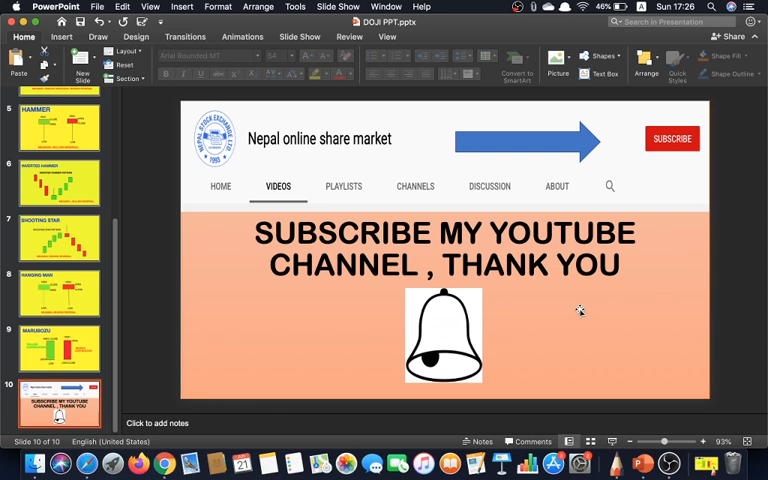 PowerPoint File Edit View Insert Format Arrange Tools Slide Show Window Help 46% A Sun 17:26
DOJI PPT.pptx
Search in Presentation
Home Insert Draw Design Transitions Animations Slide Show Review View Share
Paste
New Slide
Layout
Reset
Section
Arial Rounded MT 54
Convert to SmartArt
Picture
Shapes
Text Box
Arrange
Quick Styles
Shape Fill
Shape Outline
5
HAMMER
6
INVERTED HAMMER
7
SHOOTING STAR
8
HANGING MAN
9
MARUBOZU
10
Nepal online share market
SUBSCRIBE
HOME VIDEOS PLAYLISTS CHANNELS DISCUSSION ABOUT
SUBSCRIBE MY YOUTUBE
CHANNEL , THANK YOU
SUBSCRIBE MY YOUTUBE
CHANNEL , THANK YOU
Click to add notes
Slide 10 of 10 English (United States) Notes Comments 93%